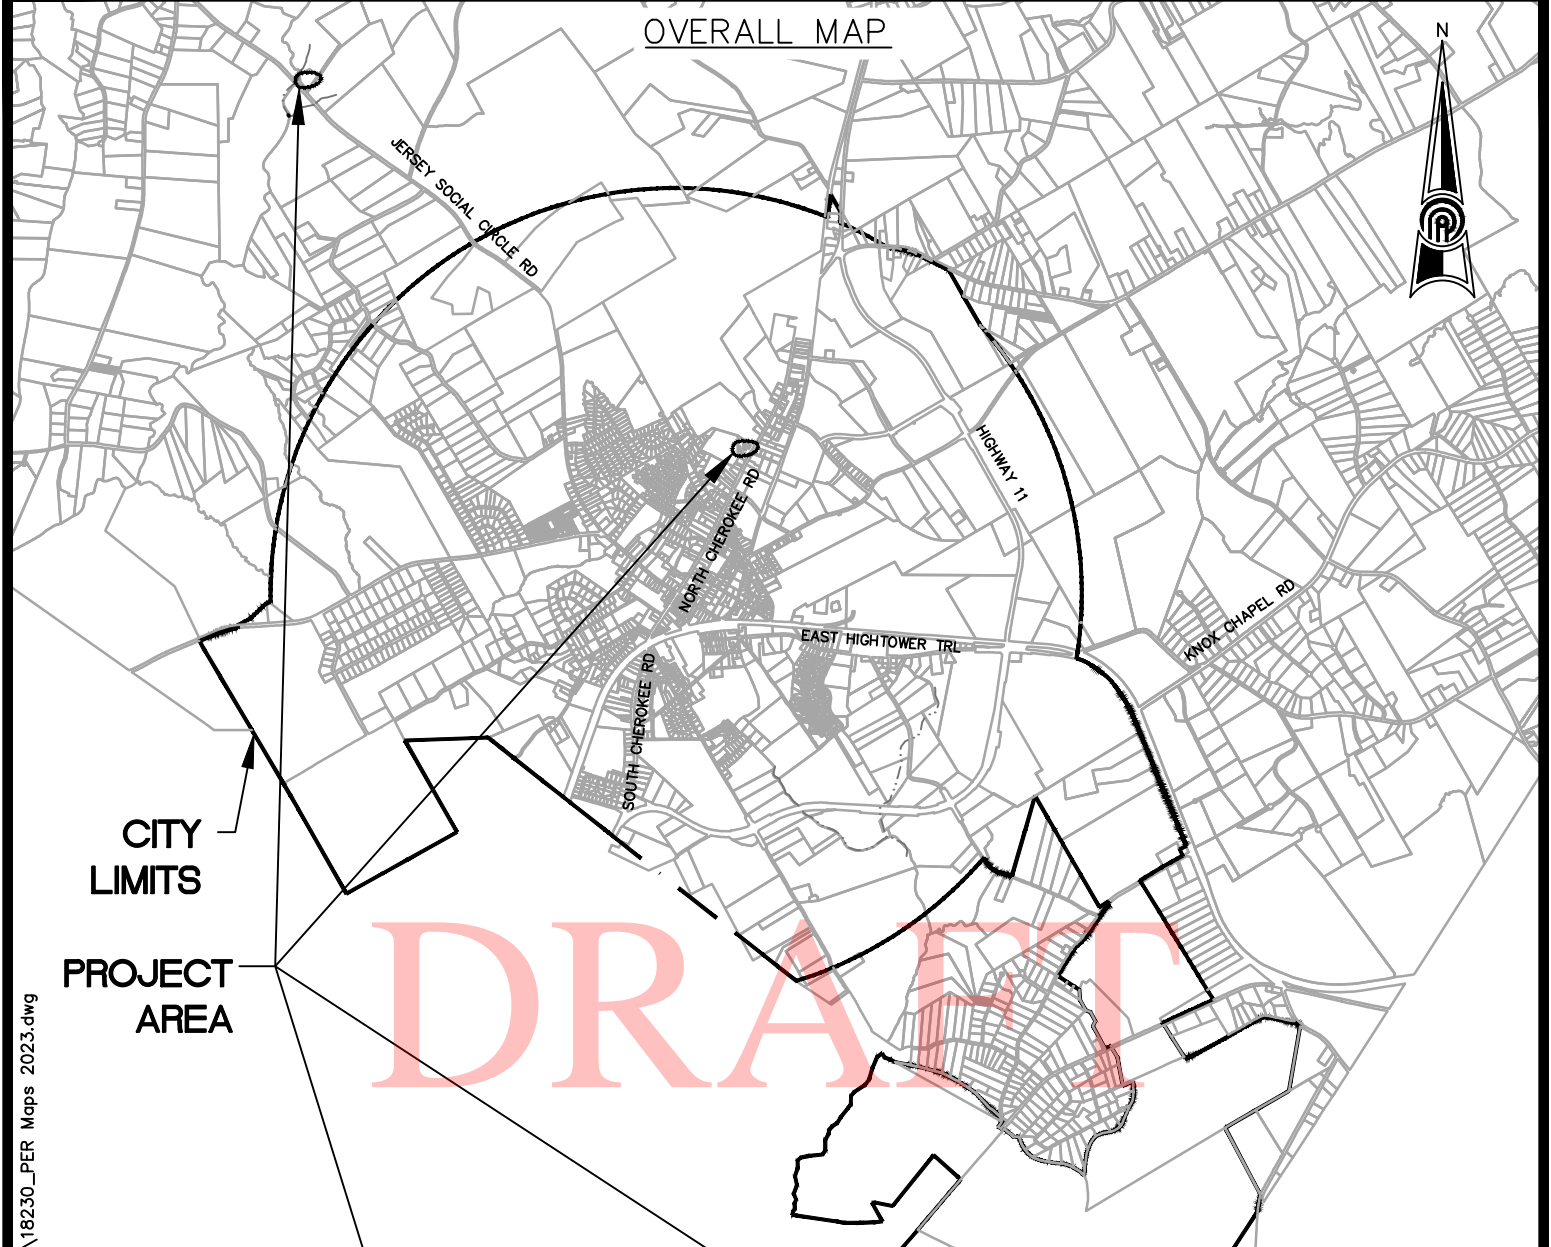 OVERALL MAP
N
JERSEY SOCIAL CIRCLE RD
HIGHWAY 11
NORTH CHEROKEE RD
KNOX CHAPEL RD
EAST HIGHTOWER TRL
SOUTH CHEROKEE RD
CITY
LIMITS
PROJECT
AREA
DRAFT
\18230_PER Maps 2023.dwg